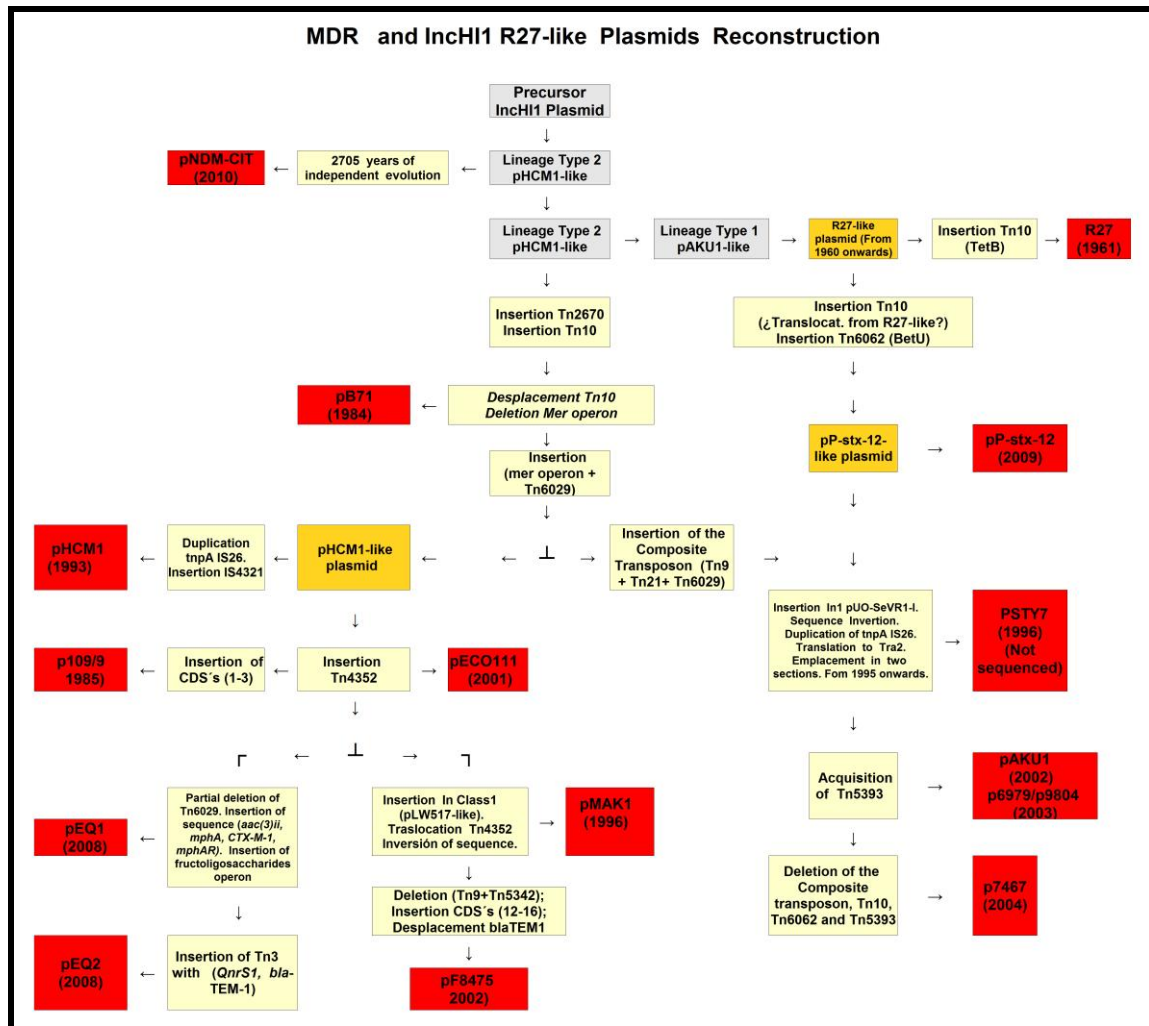 MDR and IncHI1 R27-like Plasmids Reconstruction
Precursor
IncHI1 Plasmid
pNDM-CIT
(2010)
2705 years of
independent evolution
Lineage Type 2
pHCM1-like
Lineage Type 2
pHCM1-like
Lineage Type 1
pAKU1-like
R27-like
plasmid (From
1960 onwards)
Insertion Tn10
(TetB)
R27
(1961)
Insertion Tn2670
Insertion Tn10
Insertion Tn10
(¿Translocat. from R27-like?)
Insertion Tn6062 (BetU)
pB71
(1984)
Desplacement Tn10
Deletion Mer operon
pP-stx-12-
like plasmid
pP-stx-12
(2009)
Insertion
(mer operon +
Tn6029)
pHCM1
(1993)
Duplication
tnpA IS26.
Insertion IS4321
pHCM1-like
plasmid
Insertion of the
Composite
Transposon (Tn9
+ Tn21+ Tn6029)
Insertion In1 pUO-SeVR1-I.
Sequence Invertion.
Duplication of tnpA IS26.
Translation to Tra2.
Emplacement in two
sections. Fom 1995 onwards.
PSTY7
(1996)
(Not
sequenced)
p109/9
1985)
Insertion of
CDS´s (1-3)
Insertion
Tn4352
pECO111
(2001)
Acquisition
of Tn5393
pAKU1
(2002)
p6979/p9804
(2003)
pEQ1
(2008)
Partial deletion of
Tn6029. Insertion of
sequence (aac(3)ii,
mphA, CTX-M-1,
mphAR). Insertion of
fructoligosaccharides
operon
Insertion In Class1
(pLW517-like).
Traslocation Tn4352
Inversión of sequence.
pMAK1
(1996)
Deletion (Tn9+Tn5342);
Insertion CDS´s (12-16);
Desplacement blaTEM1
Deletion of the
Composite
transposon, Tn10,
Tn6062 and Tn5393
p7467
(2004)
pEQ2
(2008)
Insertion of Tn3
with (QnrS1, bla-
TEM-1)
pF8475
2002)